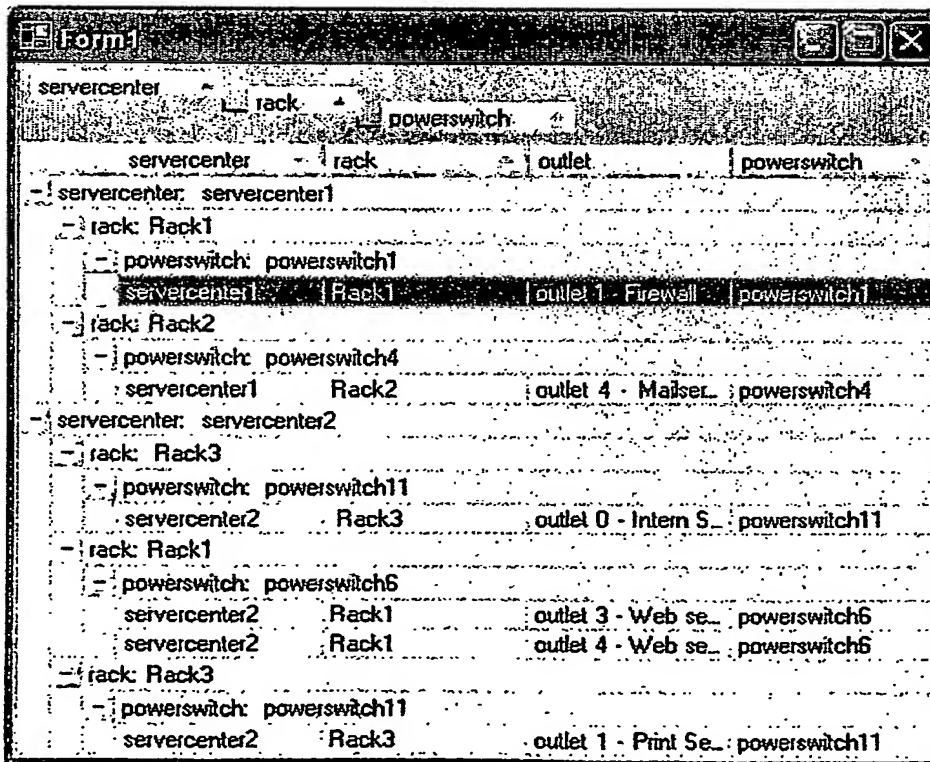 Form1
servercenter
rack
powerswitch
servercenter rack outlet powerswitch
servercenter: servercenter1
rack: Rack1
powerswitch: powerswitch1
servercenter1 Rack1 outlet 1 - Firewall powerswitch1
rack: Rack2
powerswitch: powerswitch4
servercenter1 Rack2 outlet 4 - Mailser... powerswitch4
servercenter: servercenter2
rack: Rack3
powerswitch: powerswitch11
servercenter2 Rack3 outlet 0 - Intern S... powerswitch11
rack: Rack1
powerswitch: powerswitch6
servercenter2 Rack1 outlet 3 - Web se... powerswitch6
servercenter2 Rack1 outlet 4 - Web se... powerswitch6
rack: Rack3
powerswitch: powerswitch11
servercenter2 Rack3 outlet 1 - Print Se... powerswitch11